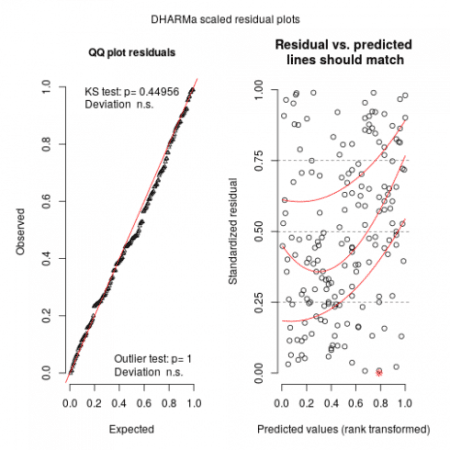 DHARMa scaled residual plots
QQ plot residuals
KS test: p= 0.44956
Deviation n.s.
Outlier test: p= 1
Deviation n.s.
Observed
0.0 0.2 0.4 0.6 0.8 1.0
0.0 0.2 0.4 0.6 0.8 1.0
Expected
Residual vs. predicted
lines should match
Standardized residual
0.00 0.25 0.50 0.75 1.00
0.0 0.2 0.4 0.6 0.8 1.0
Predicted values (rank transformed)